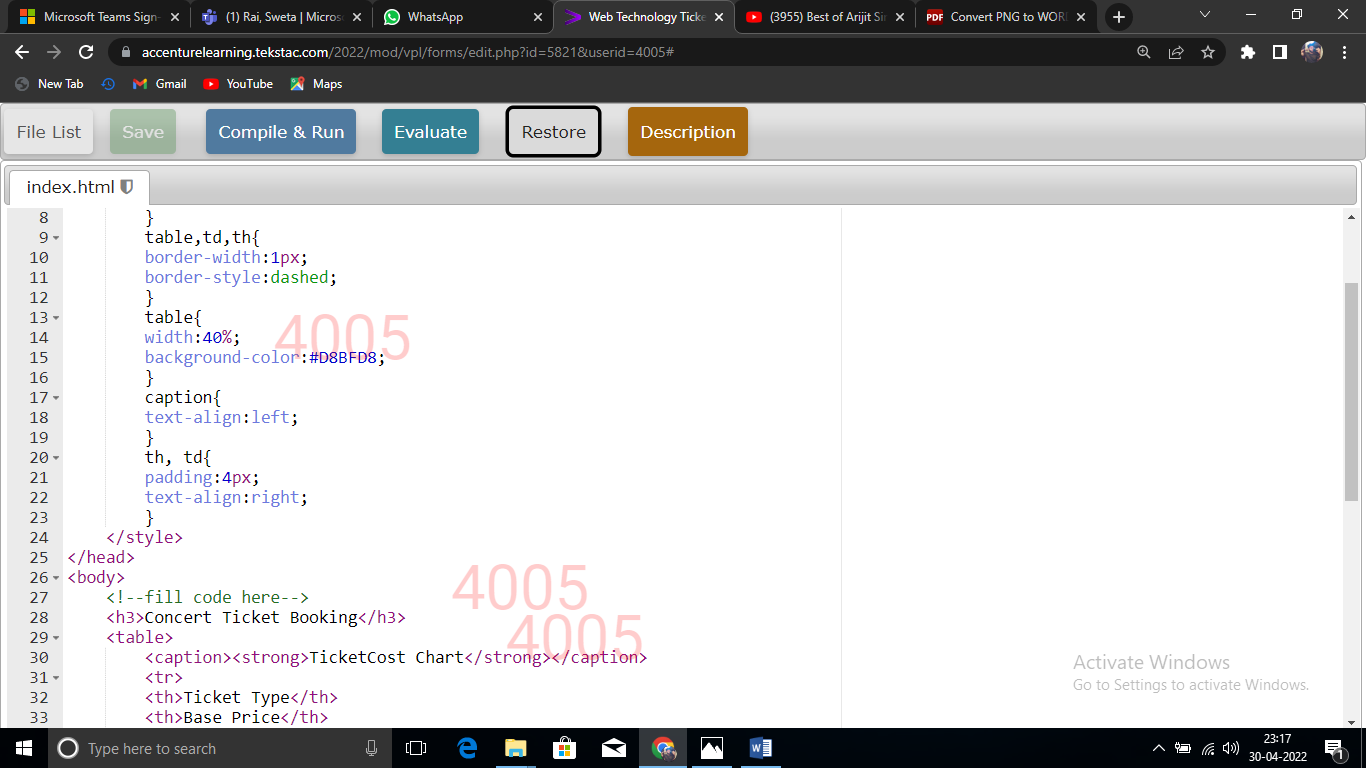 Microsoft Teams Sign-
(1) Rai, Sweta | Micros
WhatsApp
Web Technology Ticke
(3955) Best of Arijit Si
PDF Convert PNG to WOR
accenturelearning.tekstac.com/2022/mod/vpl/forms/edit.php?id=5821&userid=4005#
New Tab Gmail YouTube Maps
File List Save Compile & Run Evaluate Restore Description
index.html
8 }
9 table,td,th{
10 border-width:1px;
11 border-style:dashed;
12 }
13 table{
14 width:40%;
15 background-color:#D8BFD8;
16 }
17 caption{
18 text-align:left;
19 }
20 th, td{
21 padding:4px;
22 text-align:right;
23 }
24 </style>
25 </head>
26 <body>
27 <!--fill code here-->
28 <h3>Concert Ticket Booking</h3>
29 <table>
30 <caption><strong>TicketCost Chart</strong></caption>
31 <tr>
32 <th>Ticket Type</th>
33 <th>Base Price</th>
4005
4005
4005
Activate Windows
Go to Settings to activate Windows.
Type here to search
23:17
30-04-2022
1